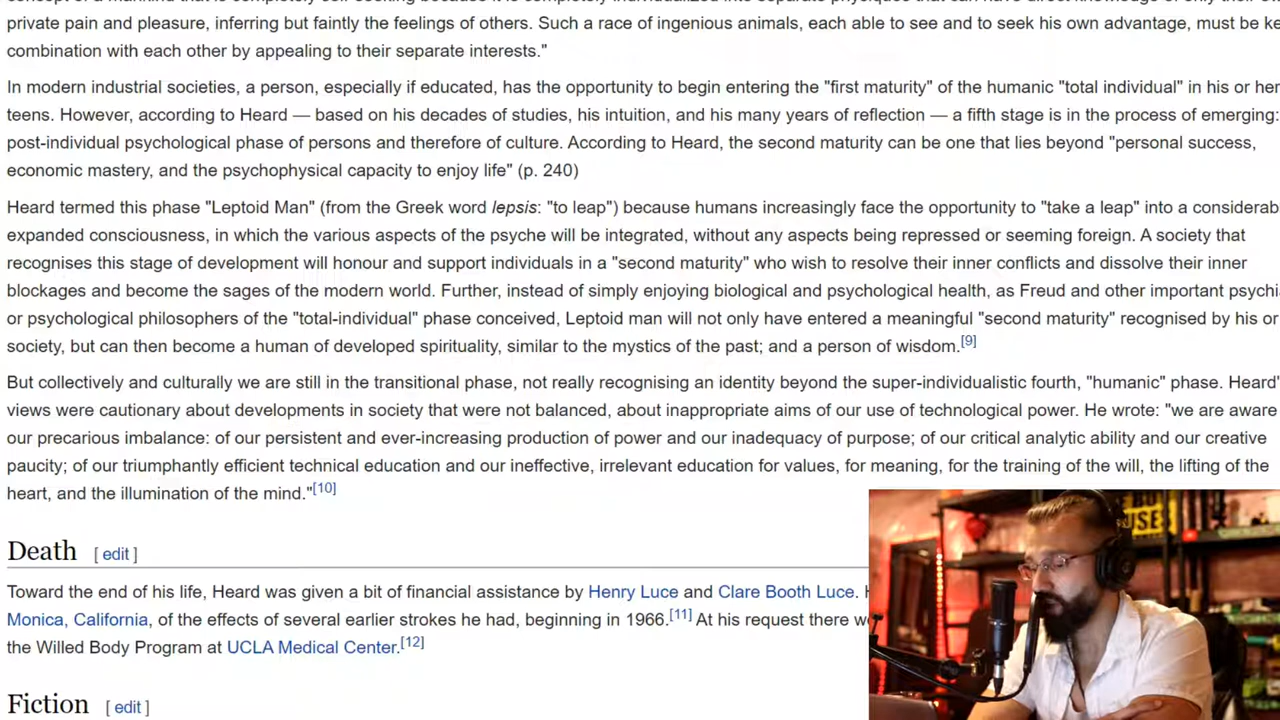 private pain and pleasure, inferring but faintly the feelings of others. Such a race of ingenious animals, each able to see and to seek his own advantage, must be ke
combination with each other by appealing to their separate interests."
In modern industrial societies, a person, especially if educated, has the opportunity to begin entering the "first maturity" of the humanic "total individual" in his or her
teens. However, according to Heard — based on his decades of studies, his intuition, and his many years of reflection — a fifth stage is in the process of emerging:
post-individual psychological phase of persons and therefore of culture. According to Heard, the second maturity can be one that lies beyond "personal success,
economic mastery, and the psychophysical capacity to enjoy life" (p. 240)
Heard termed this phase "Leptoid Man" (from the Greek word lepsis: "to leap") because humans increasingly face the opportunity to "take a leap" into a considerab
expanded consciousness, in which the various aspects of the psyche will be integrated, without any aspects being repressed or seeming foreign. A society that
recognises this stage of development will honour and support individuals in a "second maturity" who wish to resolve their inner conflicts and dissolve their inner
blockages and become the sages of the modern world. Further, instead of simply enjoying biological and psychological health, as Freud and other important psychi
or psychological philosophers of the "total-individual" phase conceived, Leptoid man will not only have entered a meaningful "second maturity" recognised by his or
society, but can then become a human of developed spirituality, similar to the mystics of the past; and a person of wisdom.[9]
But collectively and culturally we are still in the transitional phase, not really recognising an identity beyond the super-individualistic fourth, "humanic" phase. Heard'
views were cautionary about developments in society that were not balanced, about inappropriate aims of our use of technological power. He wrote: "we are aware
our precarious imbalance: of our persistent and ever-increasing production of power and our inadequacy of purpose; of our critical analytic ability and our creative
paucity; of our triumphantly efficient technical education and our ineffective, irrelevant education for values, for meaning, for the training of the will, the lifting of the
heart, and the illumination of the mind."[10]
Death [ edit ]
Toward the end of his life, Heard was given a bit of financial assistance by Henry Luce and Clare Booth Luce.
Monica, California, of the effects of several earlier strokes he had, beginning in 1966.[11] At his request there
the Willed Body Program at UCLA Medical Center.[12]
Fiction [ edit ]